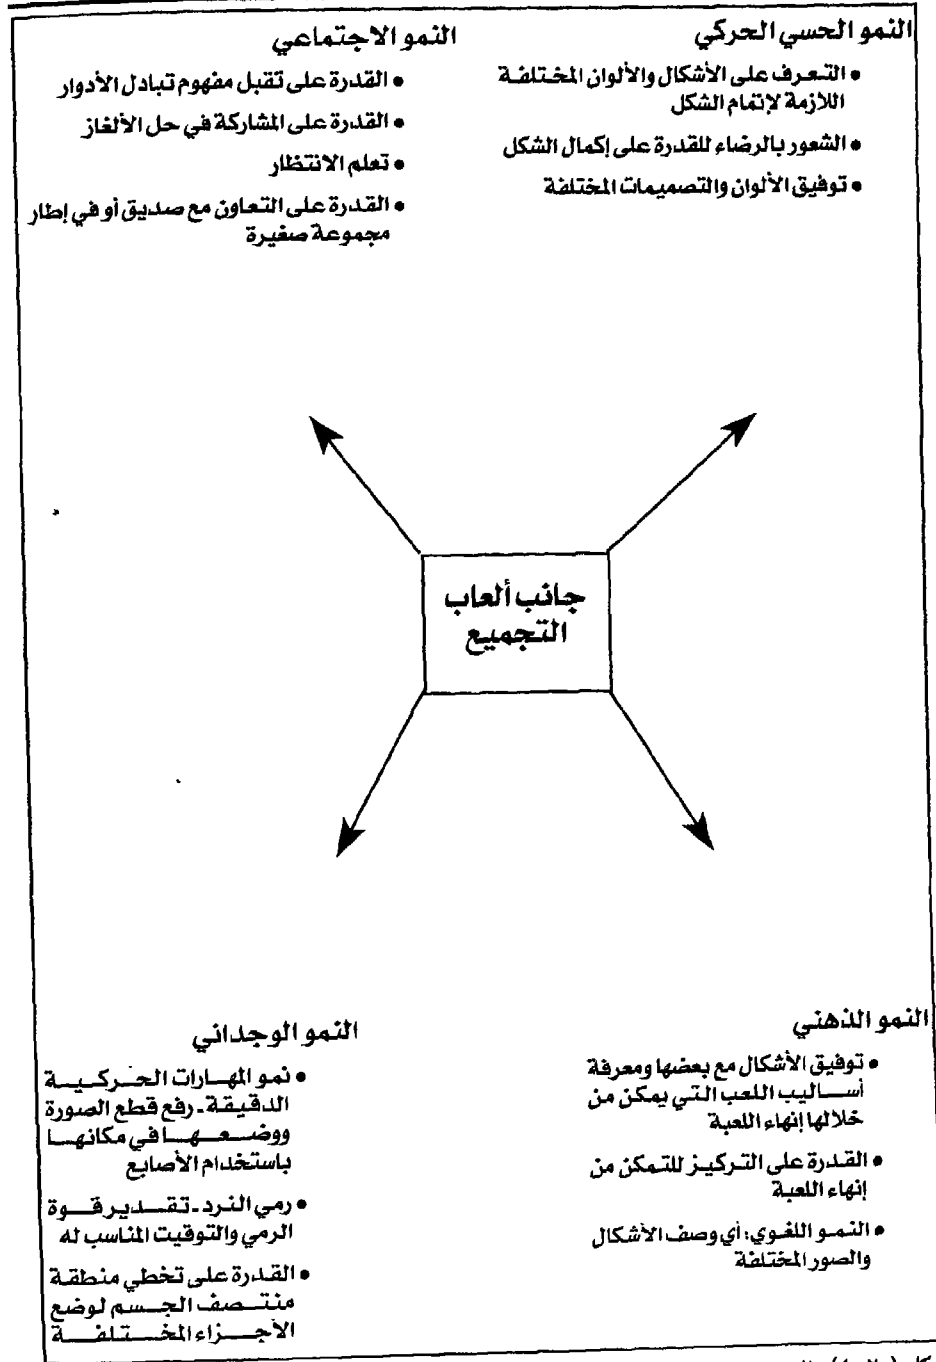 النمو الحسي الحركي
• التعرف على الأشكال والألوان المختلفة
اللازمة لإتمام الشكل
• الشعور بالرضاء للقدرة على إكمال الشكل
• توفيق الألوان والتصميمات المختلفة
النمو الاجتماعي
• القدرة على تقبل مفهوم تبادل الأدوار
• القدرة على المشاركة في حل الألغاز
• تعلم الانتظار
• القدرة على التعاون مع صديق أو في إطار
مجموعة صغيرة
جانب ألعاب
التجميع
النمو الذهني
• توفيق الأشكال مع بعضها ومعرفة
أساليب اللعب التي يمكن من
خلالها إنهاء اللعبة
• القدرة على التركيز للتمكن من
إنهاء اللعبة
• النمو اللغوي: أي وصف الأشكال
والصور المختلفة
النمو الوجداني
• نمو المهارات الحركية
الدقيقة - رفع قطع الصورة
ووضعها في مكانها
باستخدام الأصابع
• رمي النرد - تقدير قوة
الرمي والتوقيت المناسب له
• القدرة على تخطي منطقة
منتصف الجسم لوضع
الأجزاء المختلفة